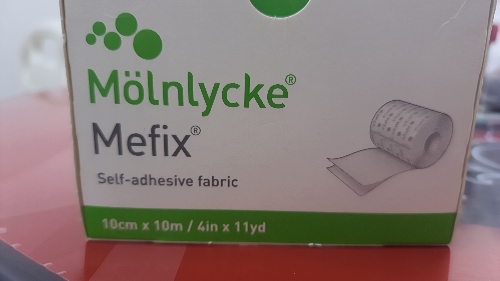 Mölnlycke®
Mefix®
Self-adhesive fabric
10cm x 10m / 4in x 11yd